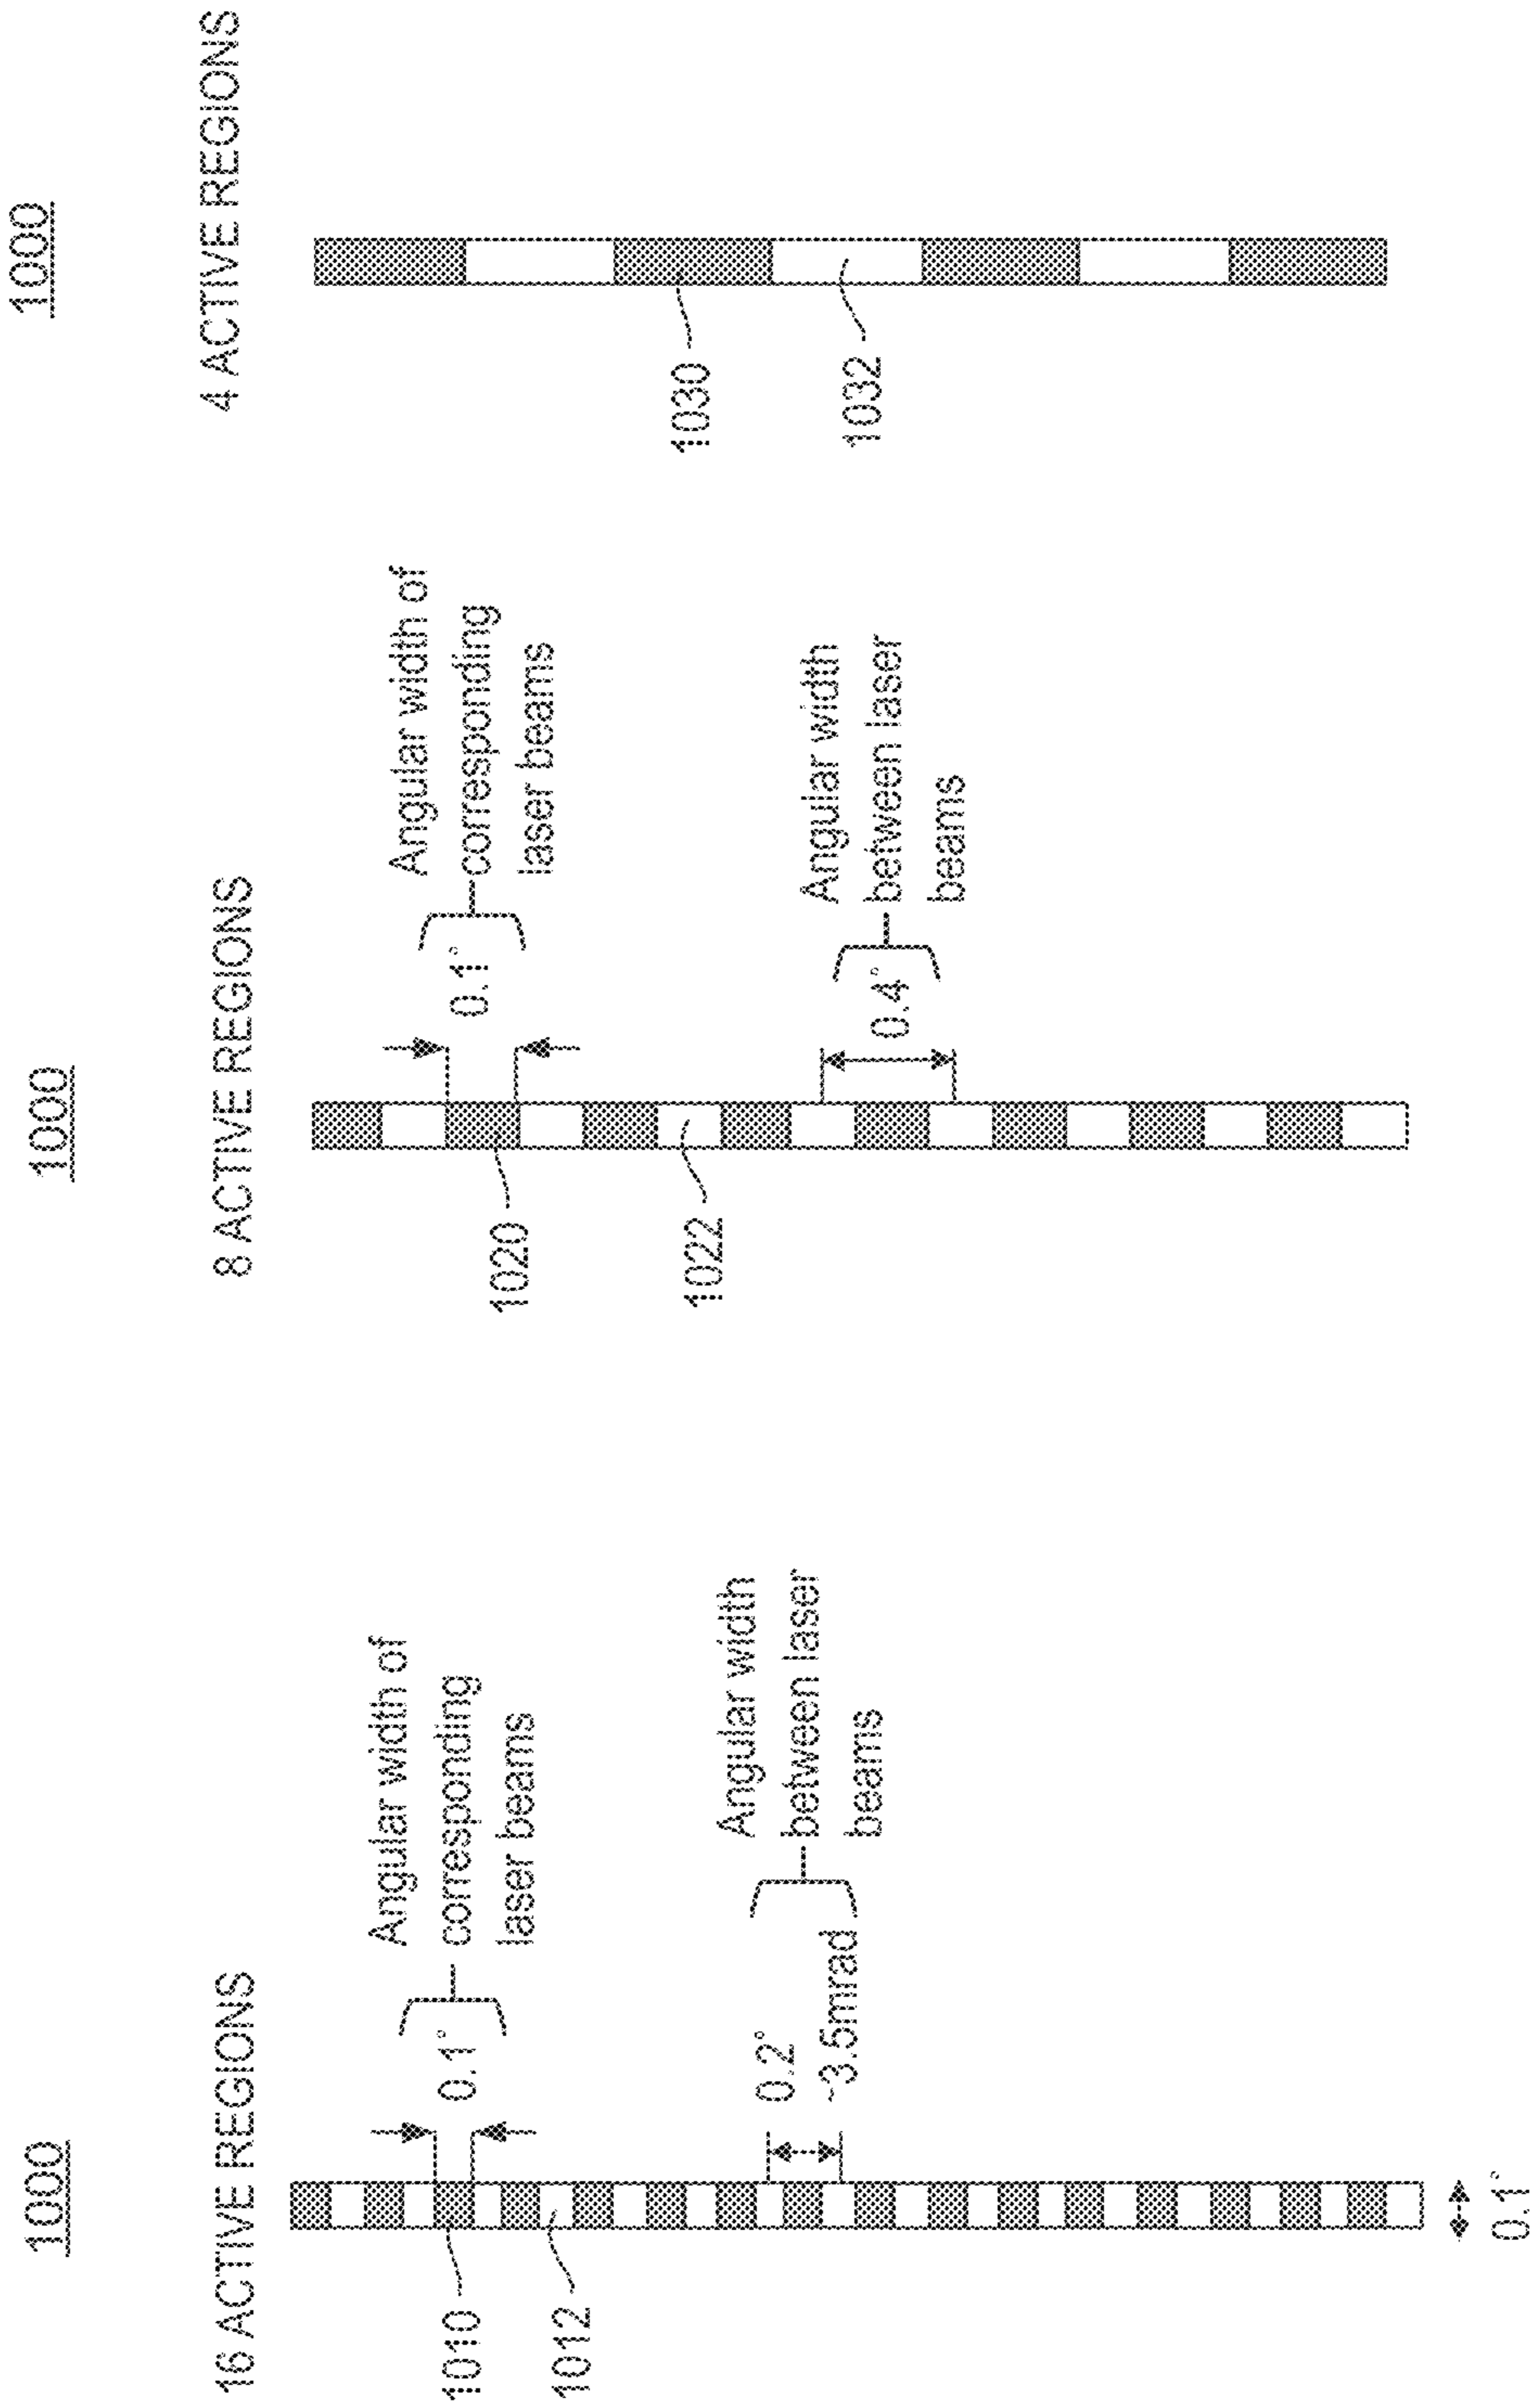 1000
16 ACTIVE REGIONS
1010
1012
0.1°
Angular width of
corresponding
laser beams
0.2°
~3.5mrad
Angular width
between laser
beams
0.1°
1000
8 ACTIVE REGIONS
1020
1022
0.1°
Angular width of
corresponding
laser beams
0.4°
Angular width
between laser
beams
1000
4 ACTIVE REGIONS
1030
1032